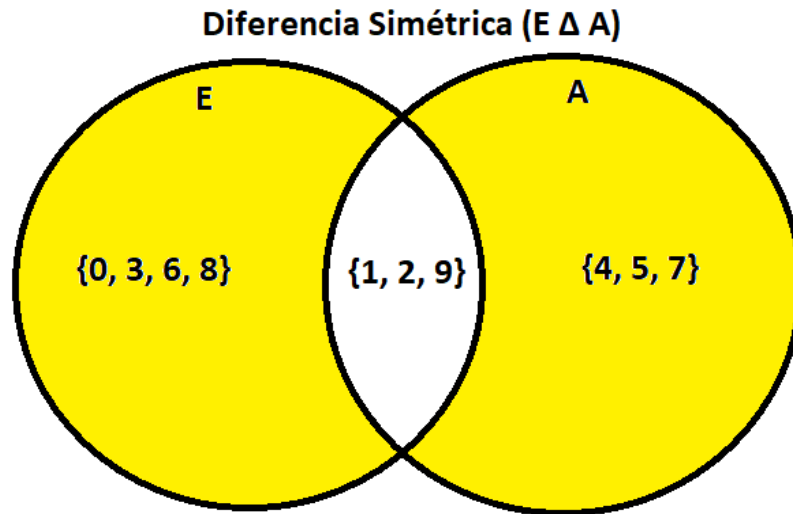 Diferencia Simétrica (E Δ A)
E
A
{0, 3, 6, 8}
{1, 2, 9}
{4, 5, 7}